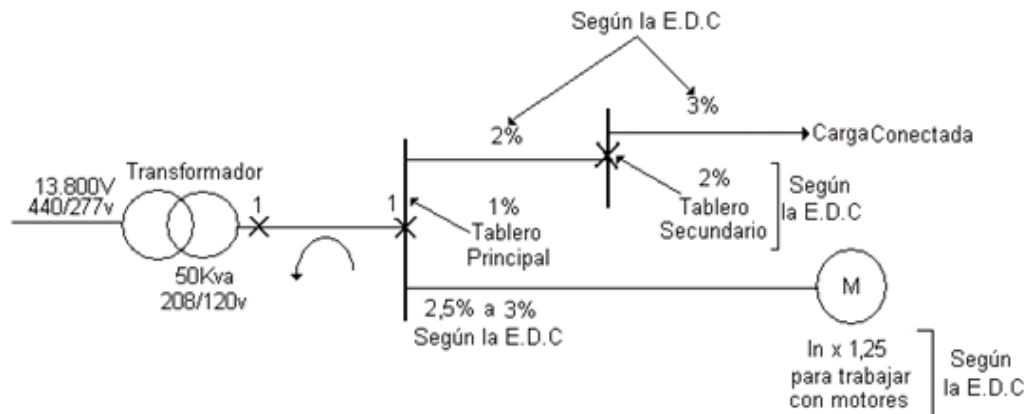 Según la E.D.C
3%
2%
Carga Conectada
Transformador
13.800V
440/277v
1
1
1%
Tablero
Principal
2%
Tablero
Secundario
Según
la E.D.C
50Kva
208/120v
2,5% a 3%
Según la E.D.C
M
In x 1,25
para trabajar
con motores
Según
la E.D.C